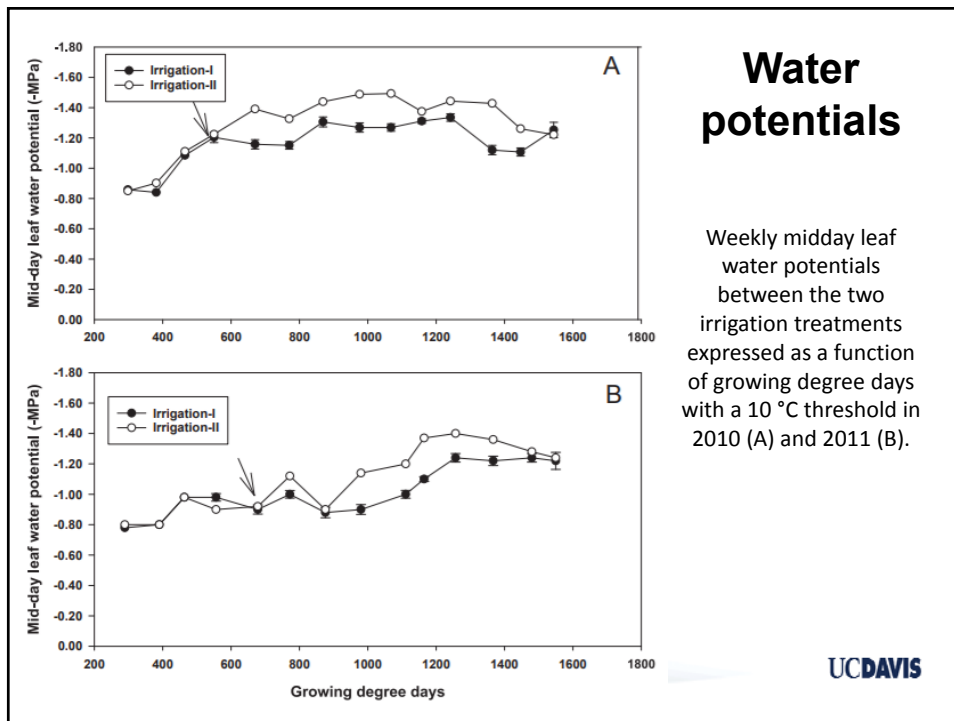 -1.80
-1.60
-1.40
-1.20
-1.00
-0.80
-0.60
-0.40
-0.20
0.00
Mid-day leaf water potential (-MPa)
Irrigation-I
Irrigation-II
A
200 400 600 800 1000 1200 1400 1600 1800
-1.80
-1.60
-1.40
-1.20
-1.00
-0.80
-0.60
-0.40
-0.20
0.00
Mid-day leaf water potential (-MPa)
Irrigation-I
Irrigation-II
B
200 400 600 800 1000 1200 1400 1600 1800
Growing degree days
Water
potentials
Weekly midday leaf
water potentials
between the two
irrigation treatments
expressed as a function
of growing degree days
with a 10 °C threshold in
2010 (A) and 2011 (B).
UCDAVIS